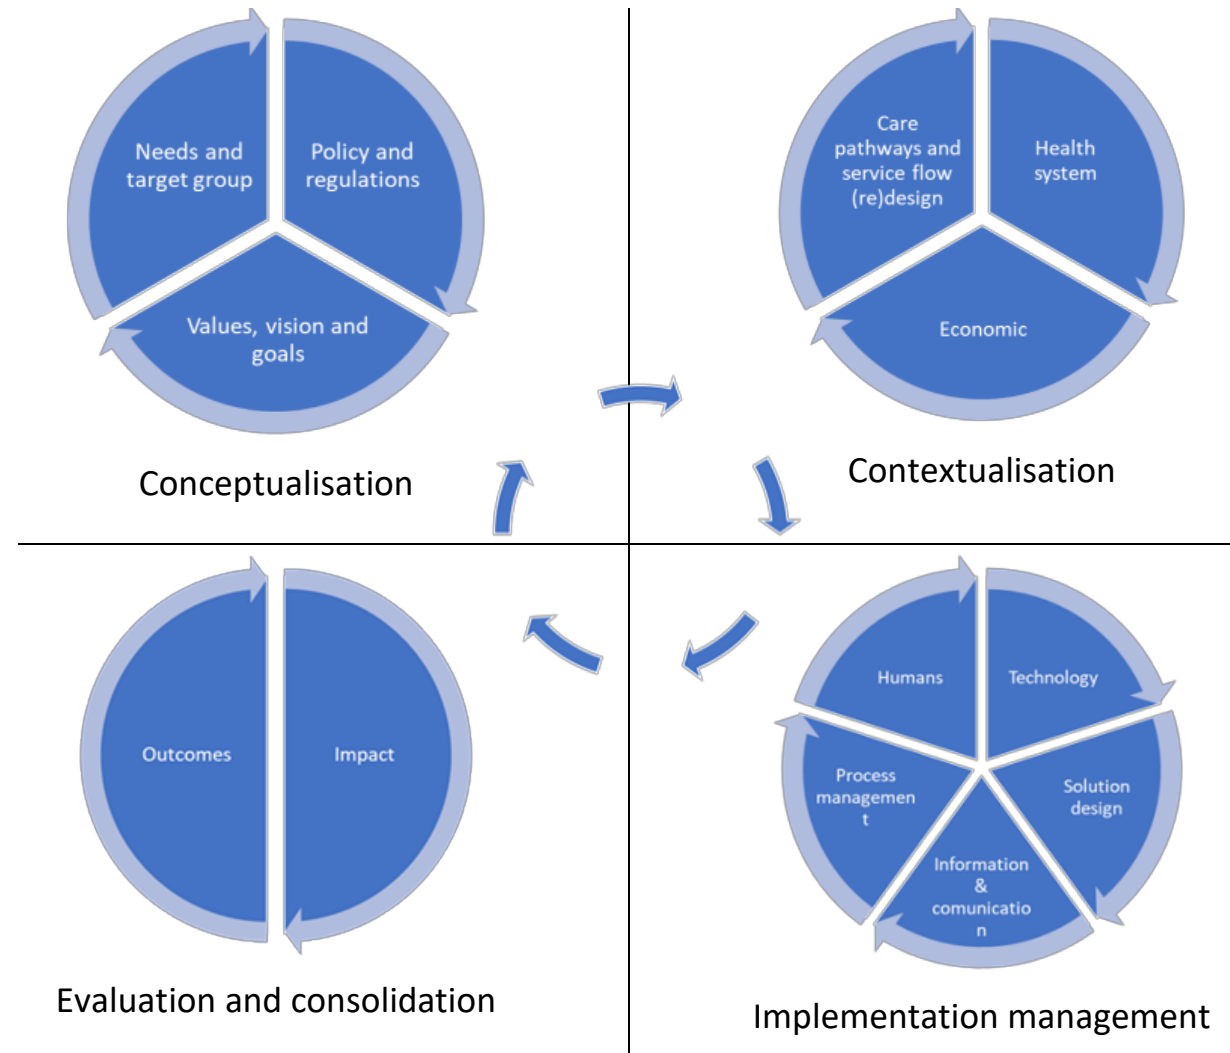 Needs and
target group
Policy and
regulations
Values, vision and
goals
Conceptualisation
Care
pathways and
service flow
(re)design
Health
system
Economic
Contextualisation
Outcomes
Impact
Evaluation and consolidation
Humans
Technology
Process
managemen
t
Solution
design
Information
&
comunicatio
n
Implementation management